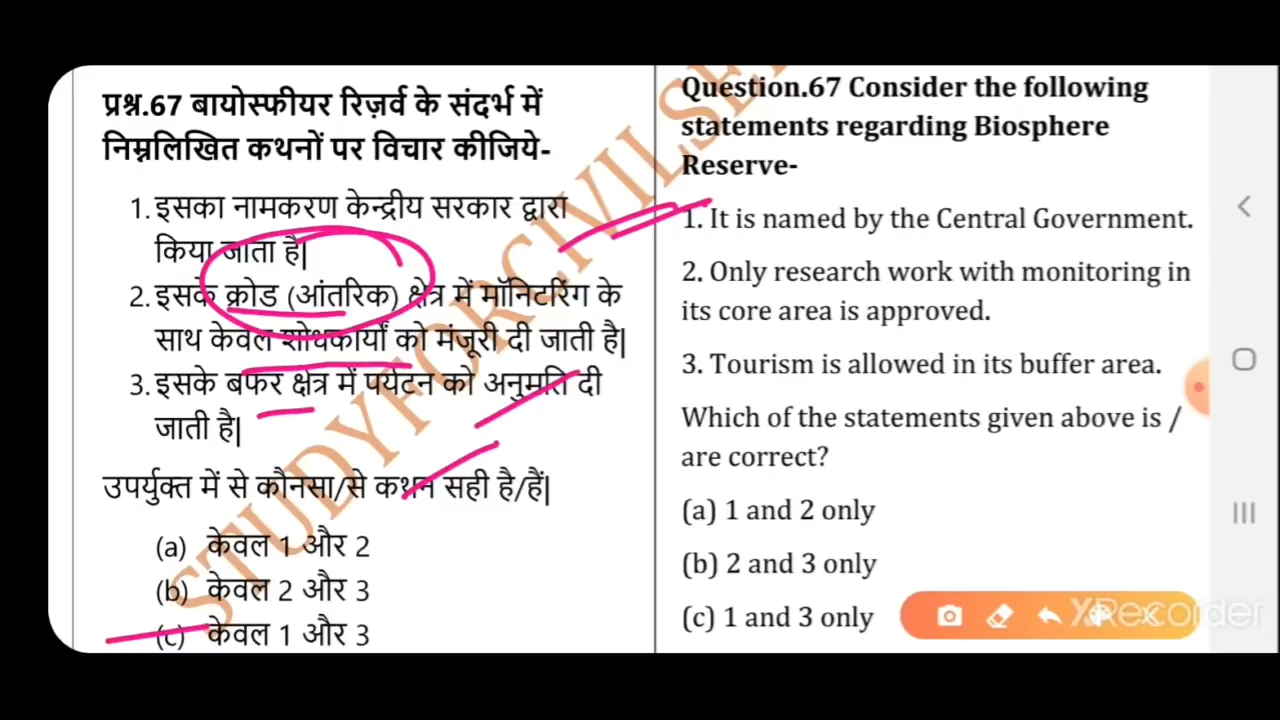 प्रश्न.67 बायोस्फीयर रिज़र्व के संदर्भ में
निम्नलिखित कथनों पर विचार कीजिये-
1. इसका नामकरण केन्द्रीय सरकार द्वारा
किया जाता है|
2. इसके क्रोड (आंतरिक) क्षेत्र में मॉनिटरिंग के
साथ केवल शोधकार्यों को मंजूरी दी जाती है|
3. इसके बफर क्षेत्र में पर्यटन को अनुमति दी
जाती है|
उपर्युक्त में से कौनसा/से कथन सही है/हैं|
(a) केवल 1 और 2
(b) केवल 2 और 3
(c) केवल 1 और 3
Question.67 Consider the following
statements regarding Biosphere
Reserve-
1. It is named by the Central Government.
2. Only research work with monitoring in
its core area is approved.
3. Tourism is allowed in its buffer area.
Which of the statements given above is /
are correct?
(a) 1 and 2 only
(b) 2 and 3 only
(c) 1 and 3 only
XRecorder
STUDYFORCIVILSE